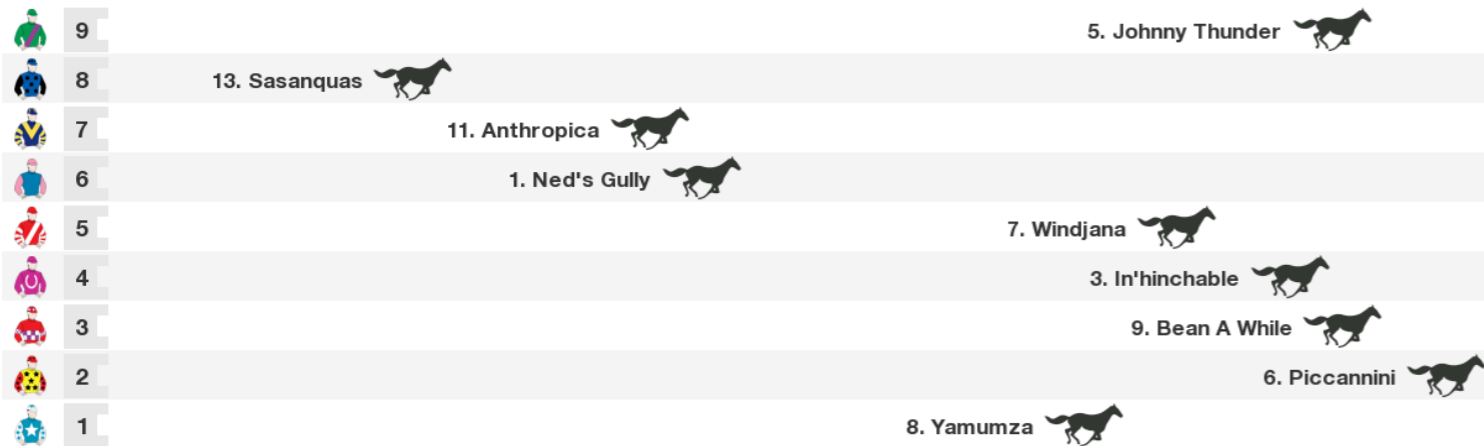 9 5. Johnny Thunder
8 13. Sasanquas
7 11. Anthropica
6 1. Ned's Gully
5 7. Windjana
4 3. In'hinchable
3 9. Bean A While
2 6. Piccannini
1 8. Yamumza